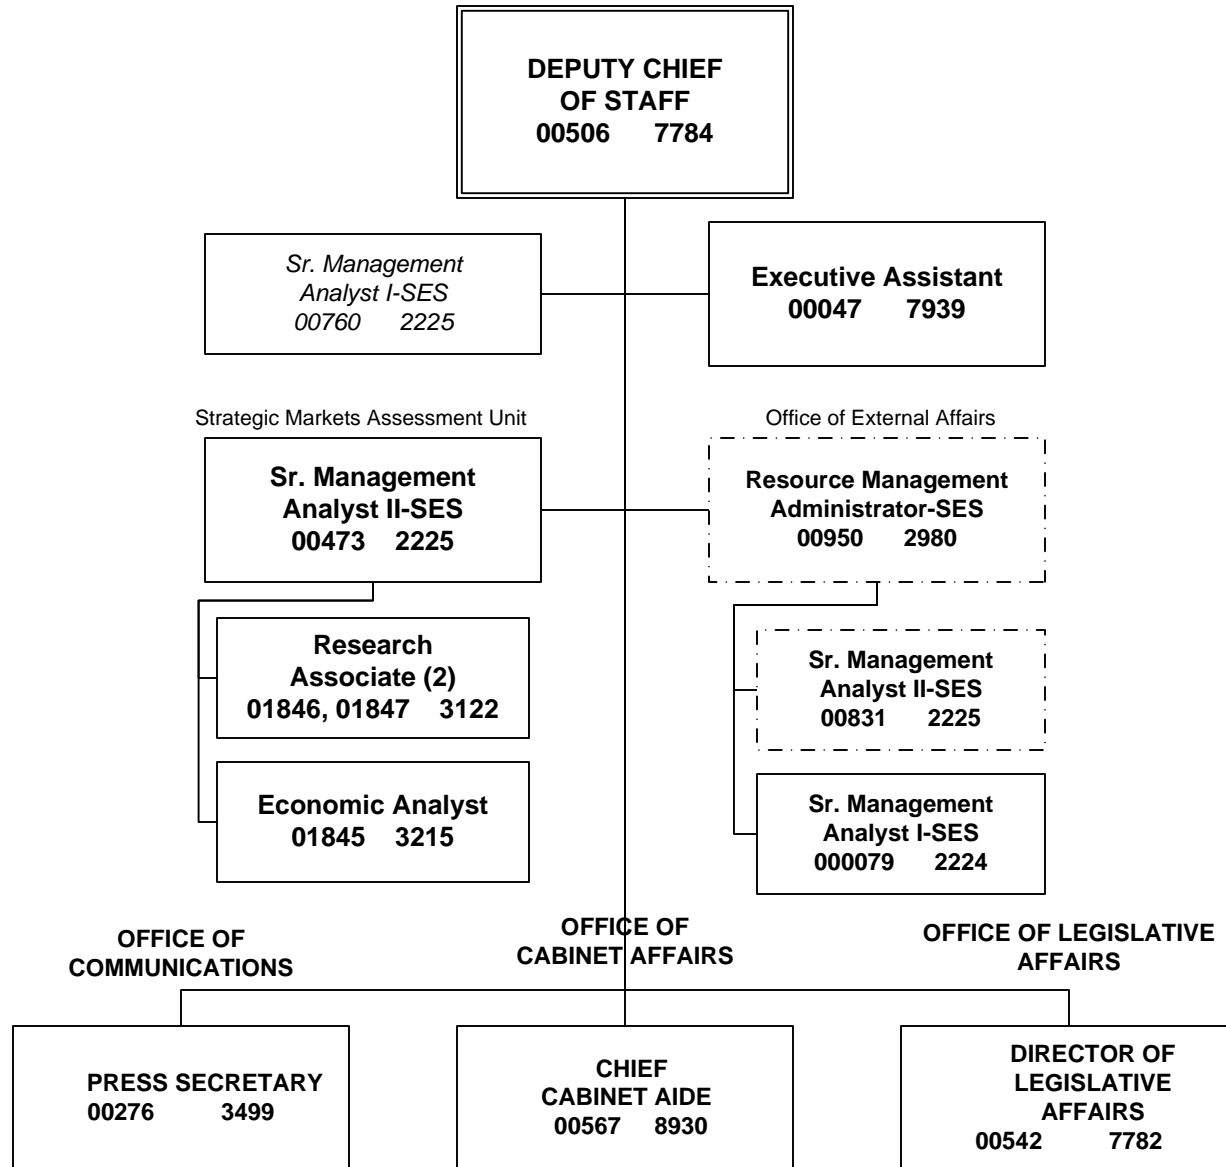 DEPUTY CHIEF
OF STAFF
00506 7784
Sr. Management
Analyst I-SES
00760 2225
Executive Assistant
00047 7939
Strategic Markets Assessment Unit
Sr. Management
Analyst II-SES
00473 2225
Research
Associate (2)
01846, 01847 3122
Economic Analyst
01845 3215
Office of External Affairs
Resource Management
Administrator-SES
00950 2980
Sr. Management
Analyst II-SES
00831 2225
Sr. Management
Analyst I-SES
000079 2224
OFFICE OF
COMMUNICATIONS
PRESS SECRETARY
00276 3499
OFFICE OF
CABINET AFFAIRS
CHIEF
CABINET AIDE
00567 8930
OFFICE OF LEGISLATIVE
AFFAIRS
DIRECTOR OF
LEGISLATIVE
AFFAIRS
00542 7782